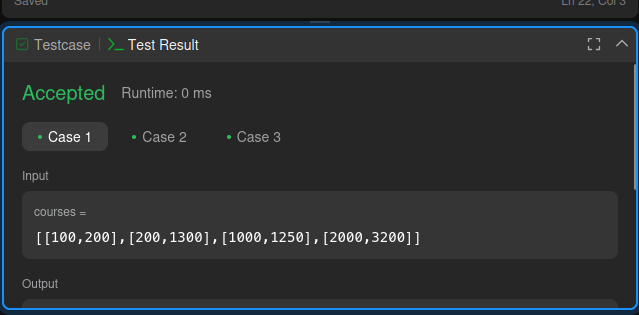 Saved
Ln 22, Col 3
Testcase
Test Result
Accepted
Runtime: 0 ms
Case 1
Case 2
Case 3
Input
courses =
[[100,200],[200,1300],[1000,1250],[2000,3200]]
Output